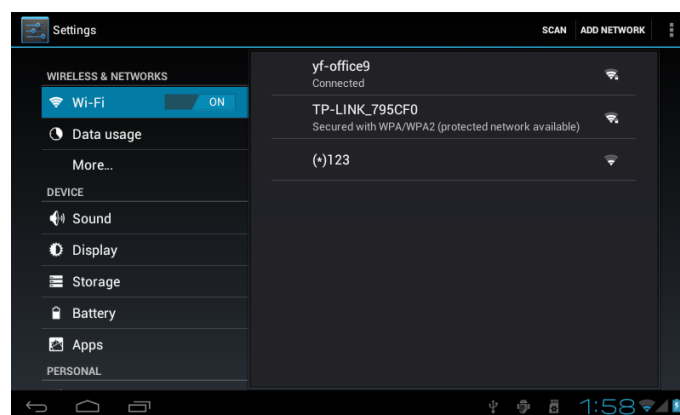 Settings
SCAN
ADD NETWORK
WIRELESS & NETWORKS
Wi-Fi
ON
Data usage
More...
DEVICE
Sound
Display
Storage
Battery
Apps
PERSONAL
yf-office9
Connected
TP-LINK_795CF0
Secured with WPA/WPA2 (protected network available)
(*)123
1:58